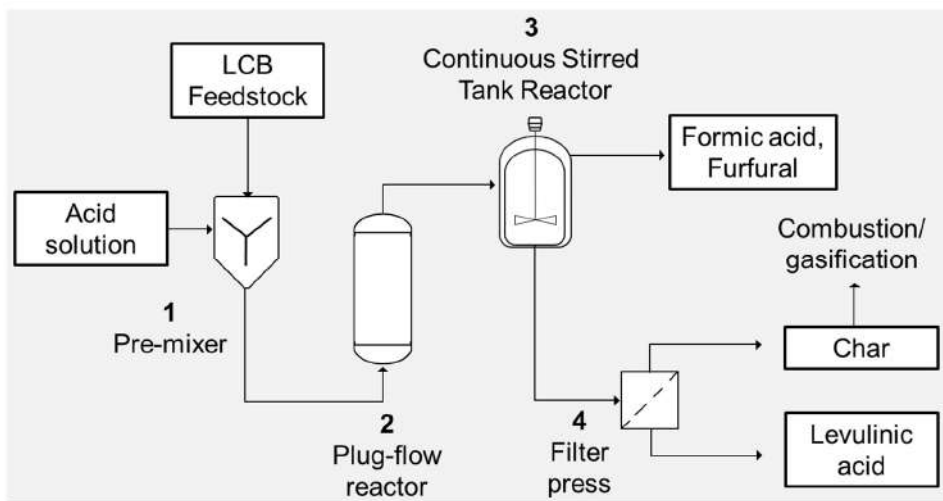 3
Continuous Stirred
Tank Reactor
LCB
Feedstock
Formic acid,
Furfural
Acid
solution
Combustion/
gasification
1
Pre-mixer
Char
2
Plug-flow
reactor
4
Filter
press
Levulinic
acid